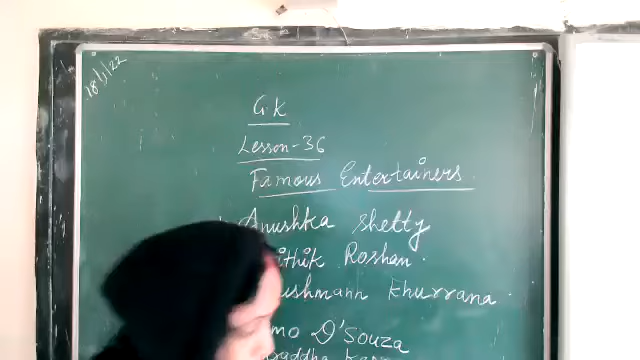 18/1/22
G.K
Lesson-36
Famous Entertainers
Anushka Shetty
Roshan.
Khurrana.
D'Souza